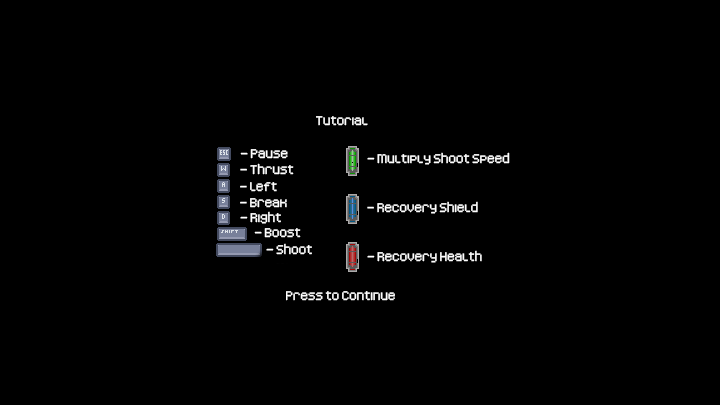 Tutorial
ESC – Pause
W – Thrust
A – Left
S – Break
D – Right
SHIFT – Boost
– Shoot
– Multiply Shoot Speed
– Recovery Shield
– Recovery Health
Press to Continue